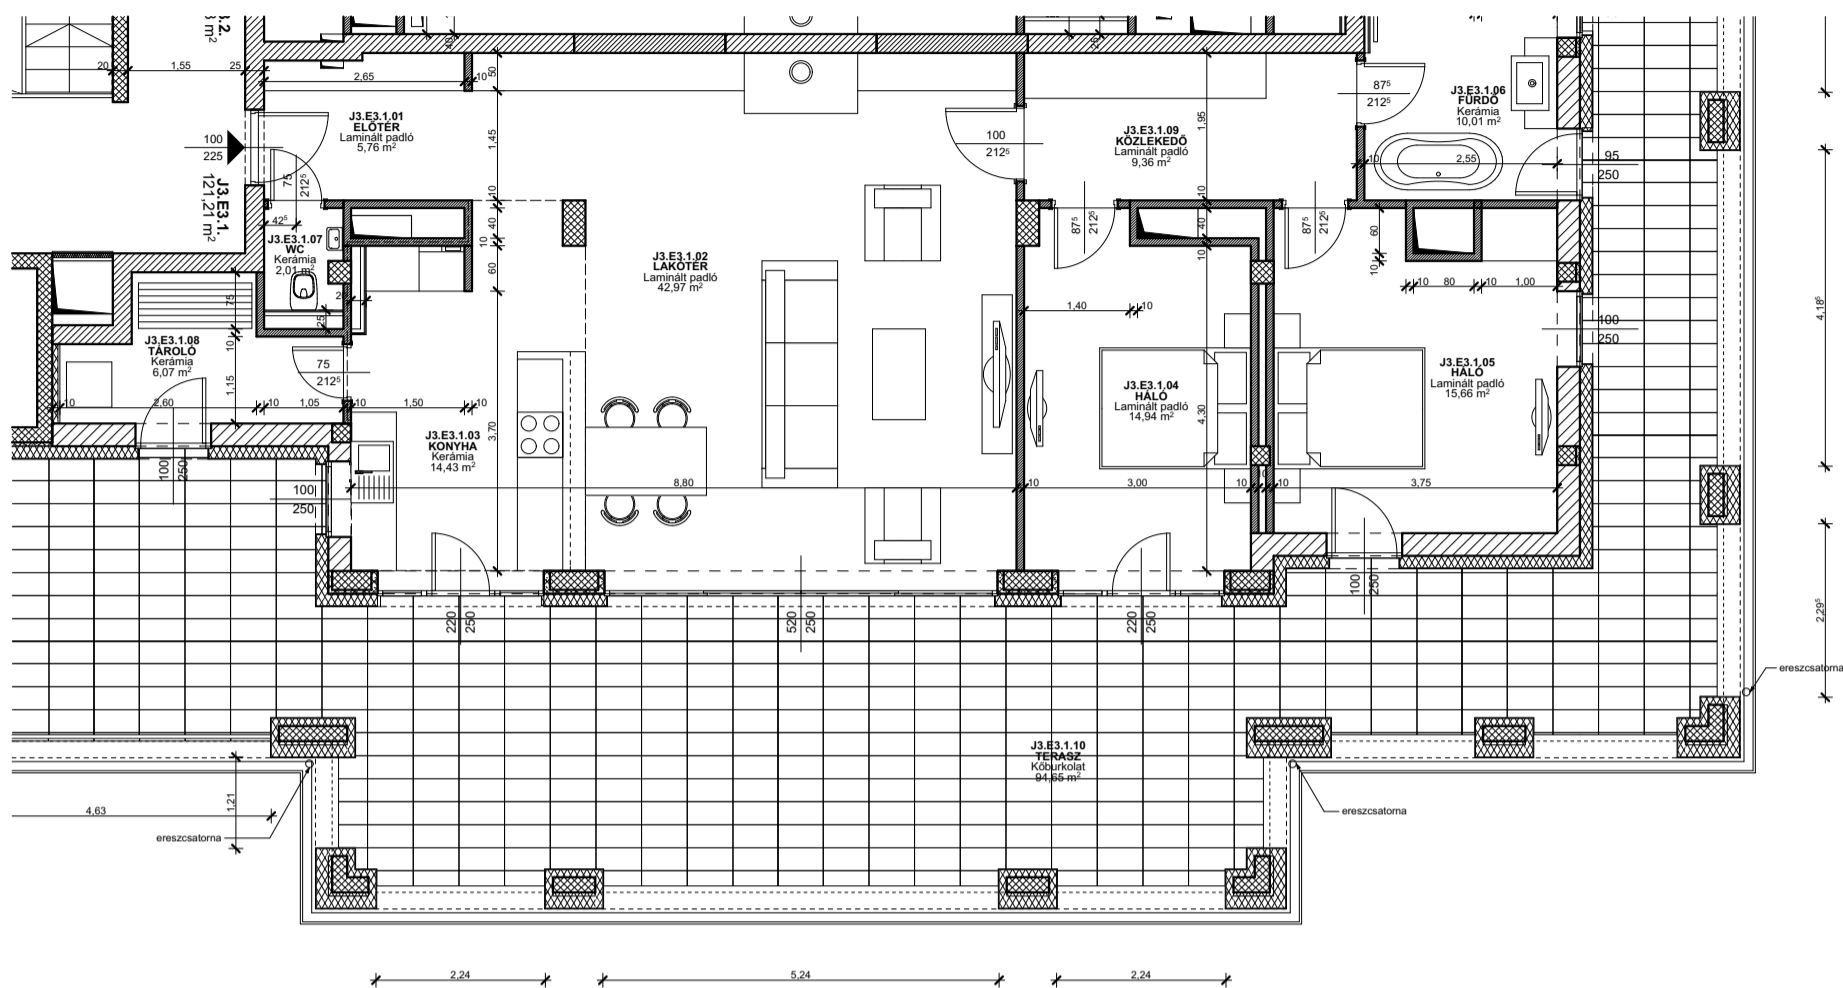 J3.E3.1.
121,21 m²
100
225
J3.E3.1.01
ELŐTÉR
Laminált padló
5,76 m²
J3.E3.1.09
KÖZLEKEDŐ
Laminált padló
9,36 m²
J3.E3.1.06
FÜRDŐ
Kerámia
10,01 m²
J3.E3.1.07
WC
Kerámia
2,01 m²
J3.E3.1.02
LAKÓTÉR
Laminált padló
42,97 m²
J3.E3.1.08
TÁROLÓ
Kerámia
6,07 m²
J3.E3.1.03
KONYHA
Kerámia
14,43 m²
J3.E3.1.04
HÁLÓ
Laminált padló
14,94 m²
J3.E3.1.05
HÁLÓ
Laminált padló
15,66 m²
J3.E3.1.10
TERASZ
Kőburkolat
94,65 m²
20
1,55
25
2,65
10
50
1,45
10
40
10
60
3,70
75
212⁵
42⁵
100
212⁵
87⁵
212⁵
1,95
10
40
10
4,30
10
2,55
95
250
87⁵
212⁵
87⁵
212⁵
60
10
10
80
10
1,00
1,40
10
100
250
4,18⁵
2,29⁵
75
10
1,15
25
75
212⁵
10
2,60
10
1,05
10
1,50
10
100
250
100
250
8,80
10
3,00
10
10
3,75
220
250
520
250
220
250
100
250
ereszcsatorna
ereszcsatorna
ereszcsatorna
4,63
1,21
2,24
5,24
2,24